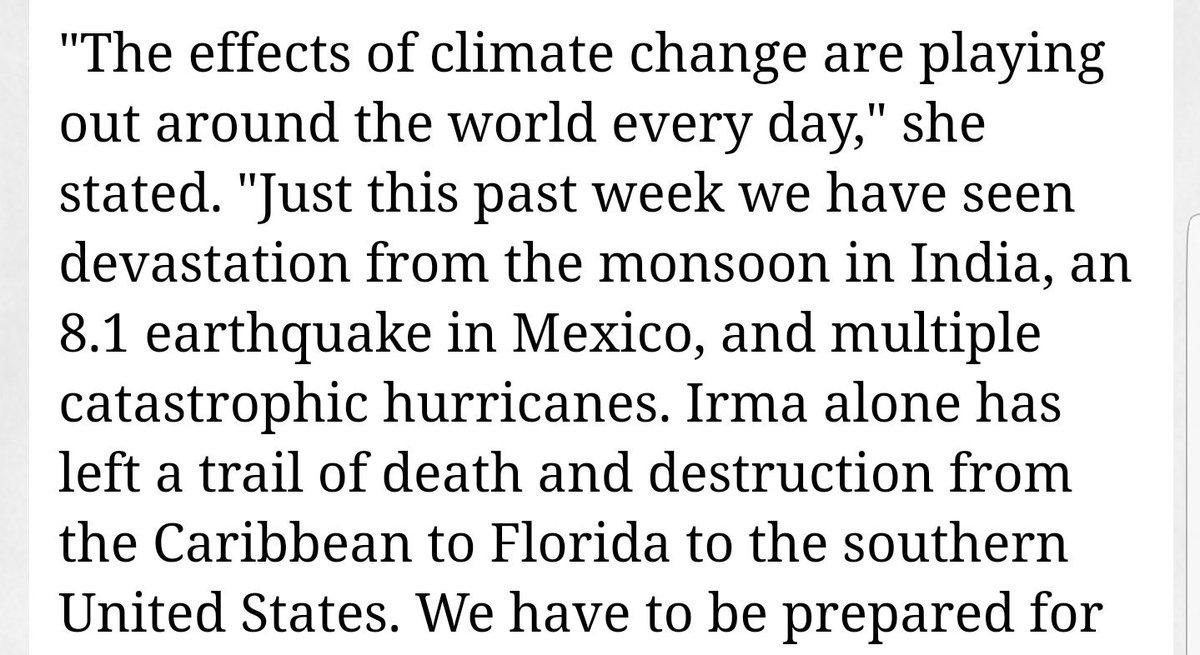 "The effects of climate change are playing
out around the world every day," she
stated. "Just this past week we have seen
devastation from the monsoon in India, an
8.1 earthquake in Mexico, and multiple
catastrophic hurricanes. Irma alone has
left a trail of death and destruction from
the Caribbean to Florida to the southern
United States. We have to be prepared for